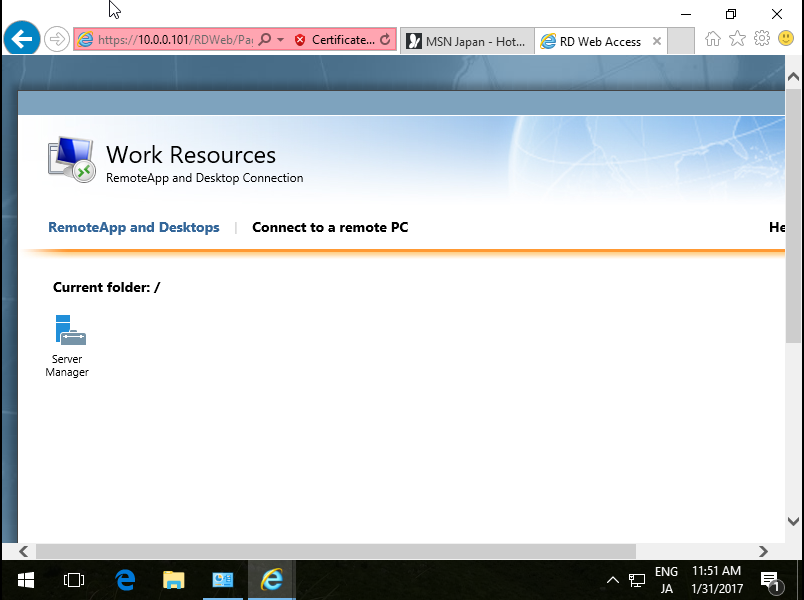 https://10.0.0.101/RDWeb/Pa
Certificate...
MSN Japan - Hot...
RD Web Access
Work Resources
RemoteApp and Desktop Connection
RemoteApp and Desktops
Connect to a remote PC
He
Current folder: /
Server
Manager
ENG
JA
11:51 AM
1/31/2017
1